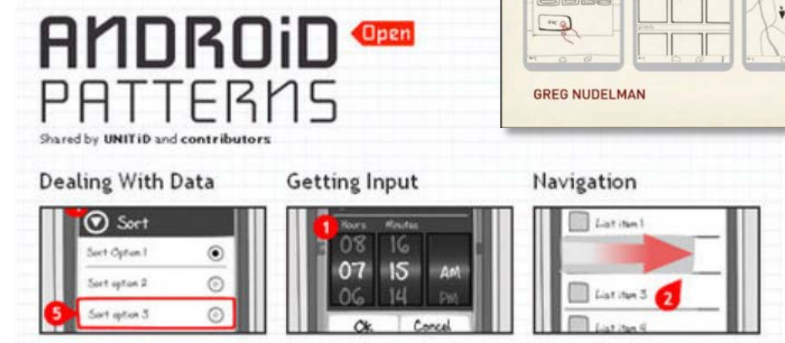 ANDROiD
Open
PATTERNS
Shared by UNITiD and contributors
GREG NUDELMAN
Dealing With Data
Getting Input
Navigation
Sort
Sort Option 1
Sort option 2
5
Sort option 3
1
Hours Minutes
08 16
07 15 AM
06 14 PM
Ok Cancel
List item 1
List item 3
2
List item 4